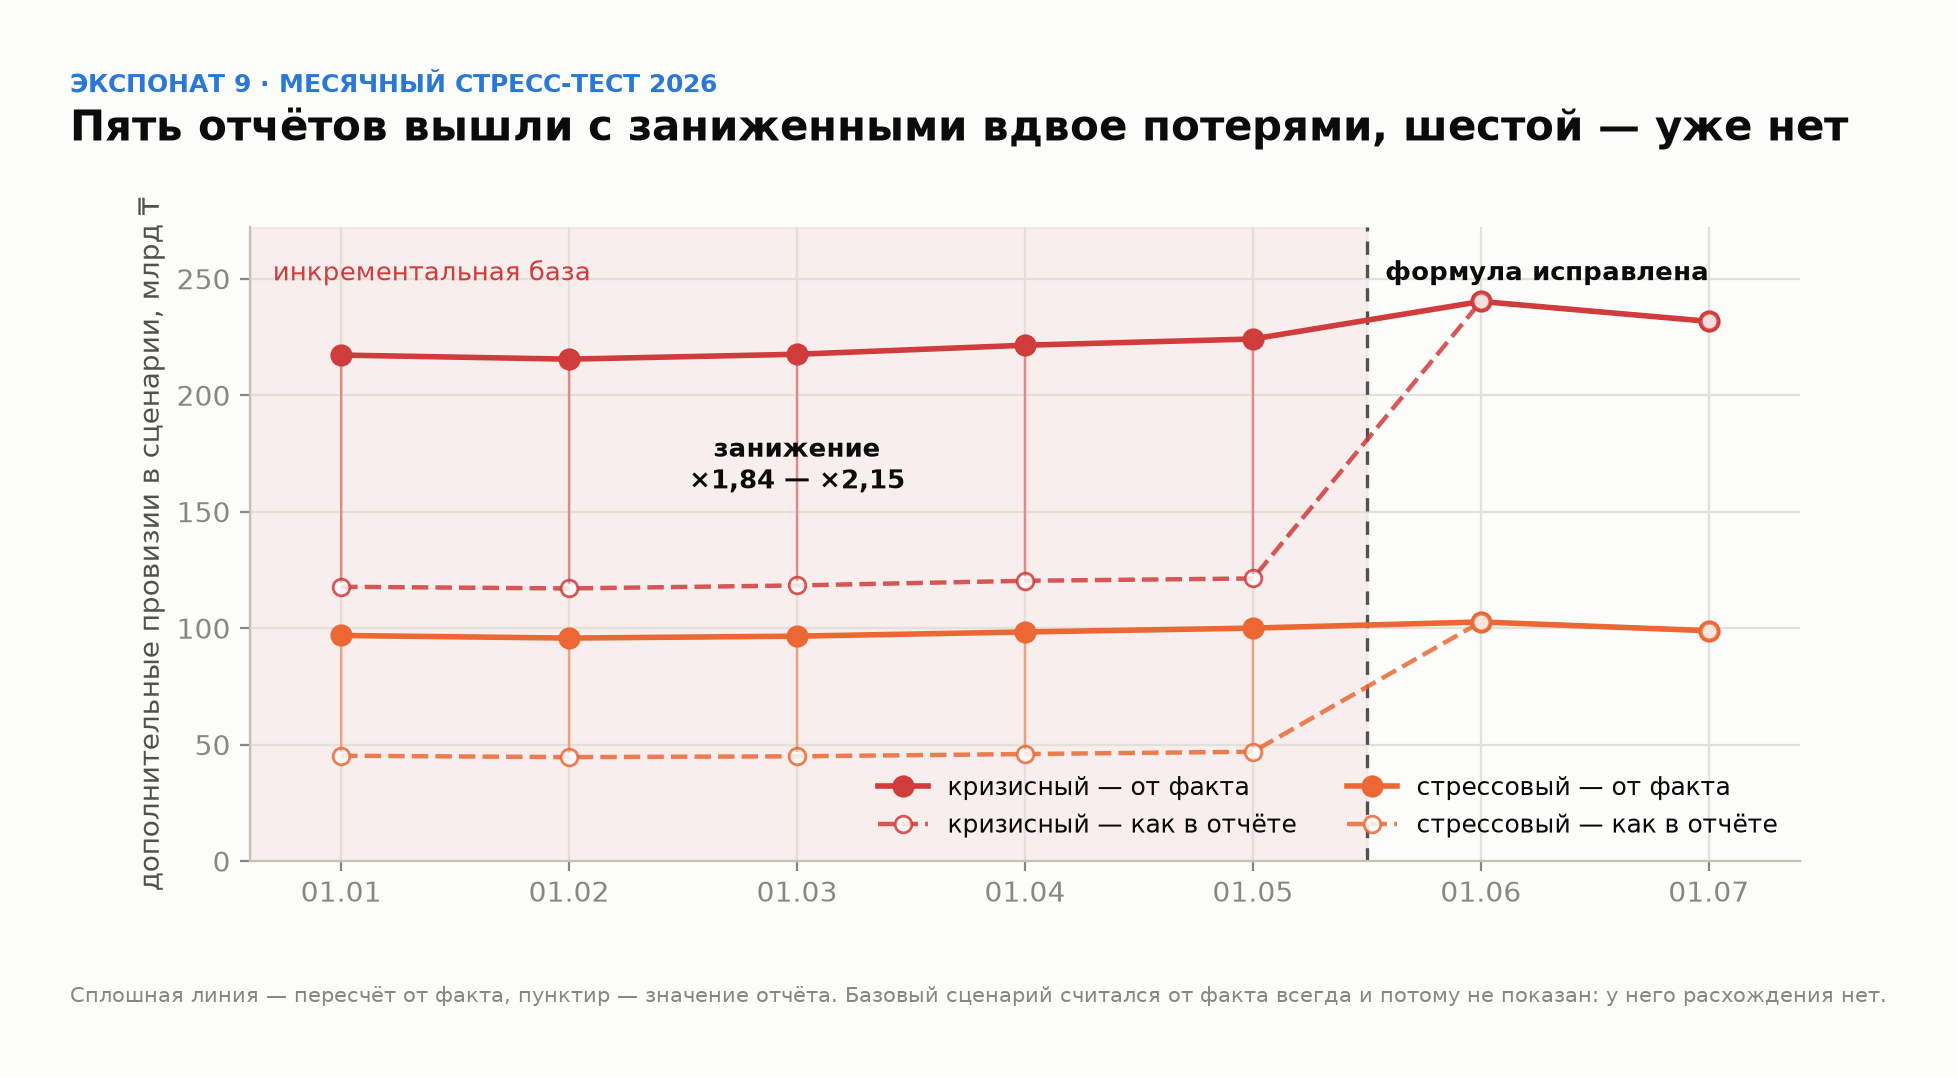 ЭКСПОНАТ 9 · МЕСЯЧНЫЙ СТРЕСС-ТЕСТ 2026
Пять отчётов вышли с заниженными вдвое потерями, шестой — уже нет
дополнительные провизии в сценарии, млрд ₸
250
200
150
100
50
0
инкрементальная база
формула исправлена
занижение
×1,84 — ×2,15
кризисный — от факта
кризисный — как в отчёте
стрессовый — от факта
стрессовый — как в отчёте
01.01
01.02
01.03
01.04
01.05
01.06
01.07
Сплошная линия — пересчёт от факта, пунктир — значение отчёта. Базовый сценарий считался от факта всегда и потому не показан: у него расхождения нет.